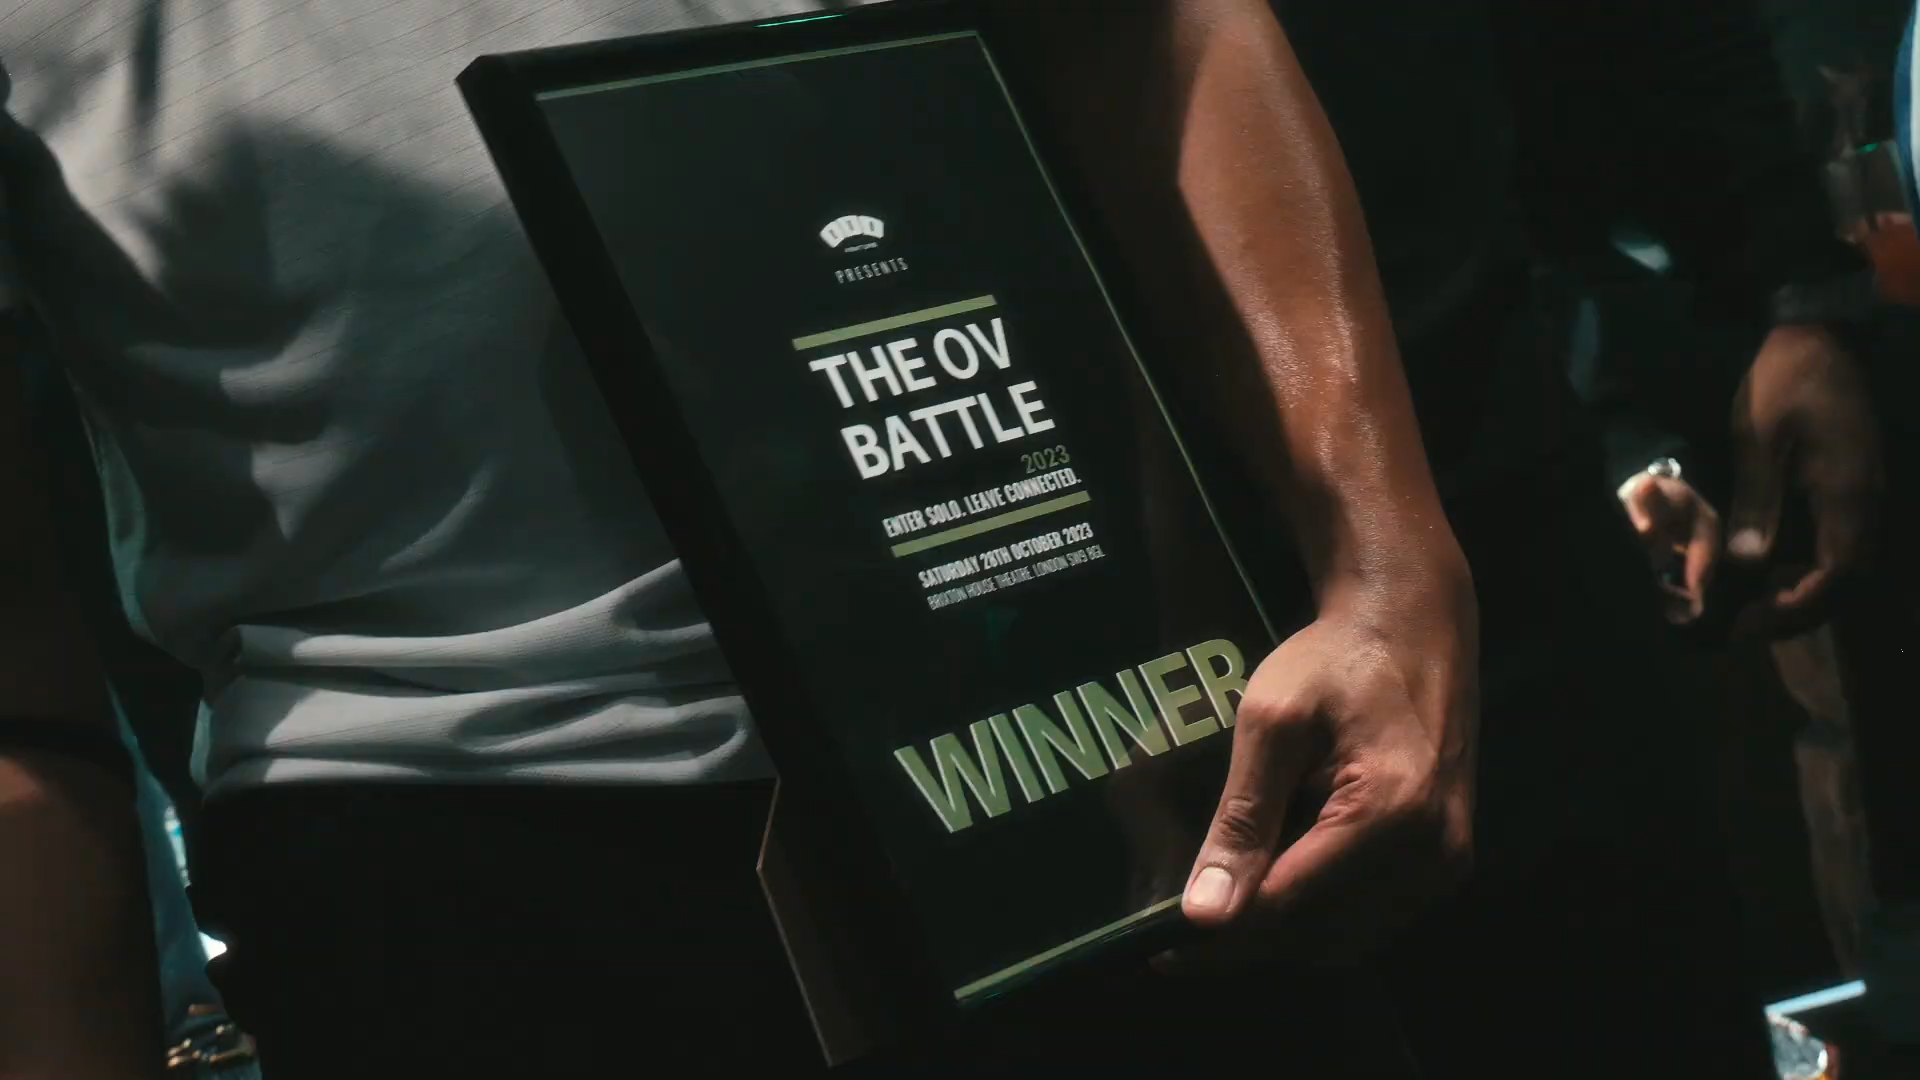 PRESENTS
THE OV
BATTLE
2023
ENTER SOLO. LEAVE CONNECTED.
SATURDAY 28TH OCTOBER 2023
BRIXTON HOUSE THEATRE, LONDON SW9 8GL
WINNER